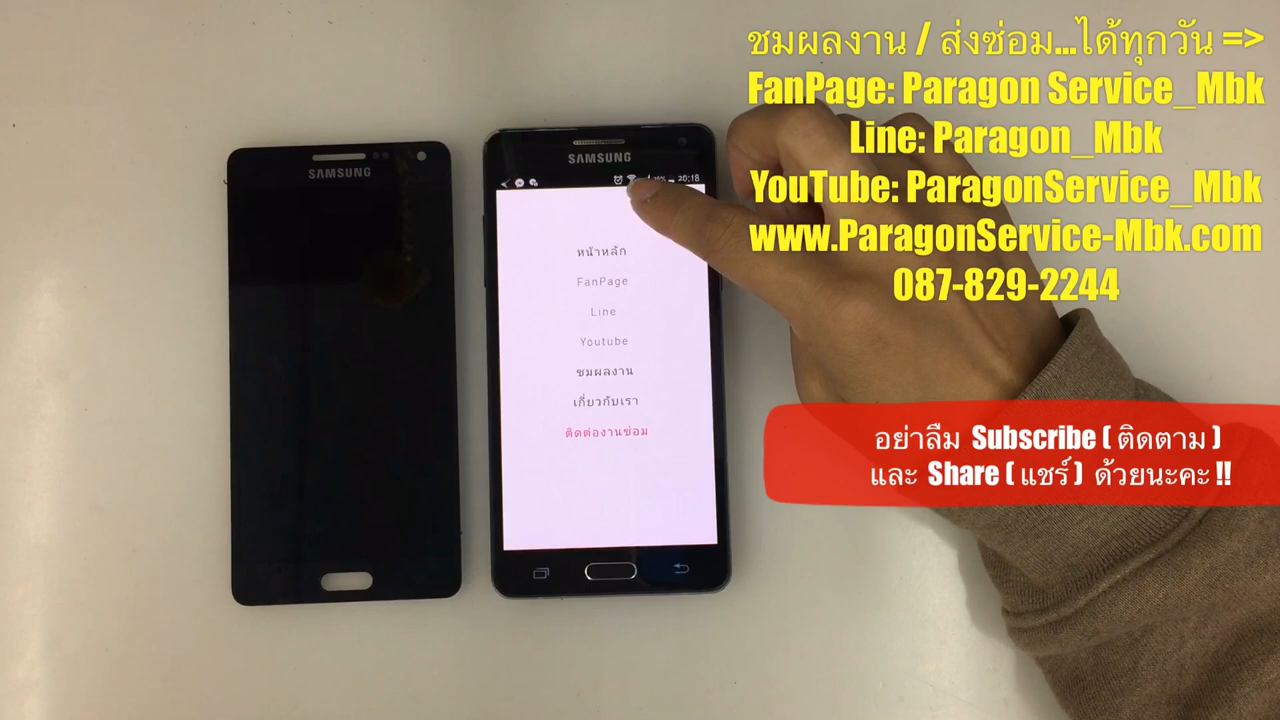 ชมผลงาน / ส่งซ่อม...ได้ทุกวัน =>
FanPage: Paragon Service_Mbk
Line: Paragon_Mbk
YouTube: ParagonService_Mbk
www.ParagonService-Mbk.com
087-829-2244
SAMSUNG
SAMSUNG
20:18
หน้าหลัก
FanPage
Line
Youtube
ชมผลงาน
เกี่ยวกับเรา
ติดต่องานซ่อม
อย่าลืม Subscribe ( ติดตาม )
และ Share ( แชร์ ) ด้วยนะคะ !!